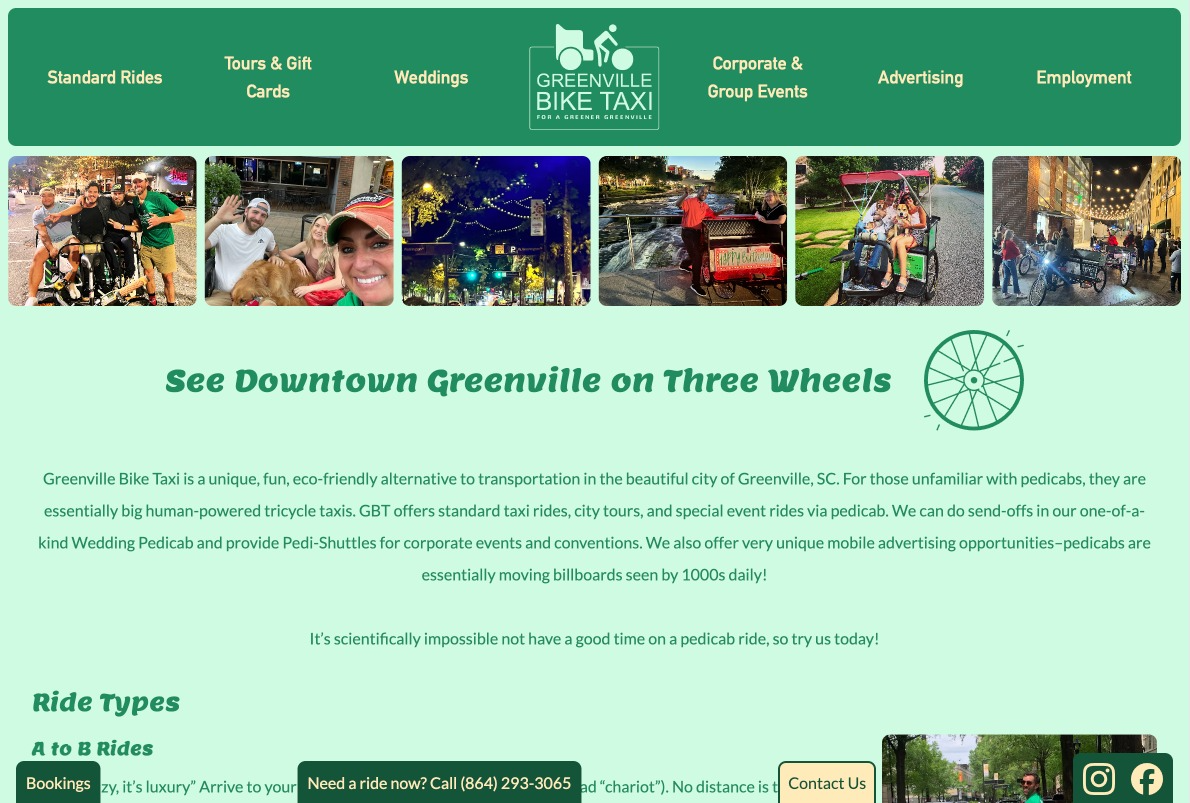 Standard Rides
Tours & Gift
Cards
Weddings
GREENVILLE
BIKE TAXI
FOR A GREENER GREENVILLE
Corporate &
Group Events
Advertising
Employment
See Downtown Greenville on Three Wheels
Greenville Bike Taxi is a unique, fun, eco-friendly alternative to transportation in the beautiful city of Greenville, SC. For those unfamiliar with pedicabs, they are
essentially big human-powered tricycle taxis. GBT offers standard taxi rides, city tours, and special event rides via pedicab. We can do send-offs in our one-of-a-
kind Wedding Pedicab and provide Pedi-Shuttles for corporate events and conventions. We also offer very unique mobile advertising opportunities–pedicabs are
essentially moving billboards seen by 1000s daily!
It’s scientifically impossible not have a good time on a pedicab ride, so try us today!
Ride Types
A to B Rides
zy, it’s luxury” Arrive to your
ad “chariot”). No distance is t
Bookings
Need a ride now? Call (864) 293-3065
Contact Us